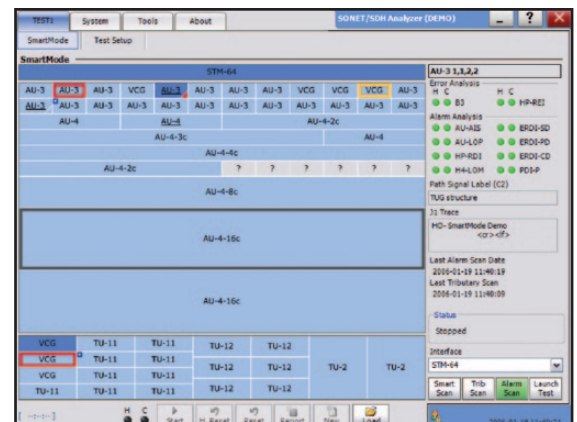 TEST1 System Tools About SONET/SDH Analyzer (DEMO) _ ? X
SmartMode Test Setup
SmartMode
STM-64
AU-3 AU-3 AU-3 VCG AU-3 AU-3 AU-3 AU-3 VCG VCG VCG AU-3
AU-3 AU-3 AU-3 AU-3 AU-3 AU-3 AU-3 AU-3 AU-3 AU-3 AU-3 AU-3
AU-4 AU-4 AU-4-2c
AU-4-3c AU-4
AU-4-4c
AU-4-2c ? ? ? ? ? ?
AU-4-8c
AU-4-16c
AU-4-16c
VCG TU-11 TU-11 TU-12 TU-12 TU-2 TU-2
VCG TU-11 TU-11
VCG TU-11 TU-11 TU-12 TU-12
TU-11 TU-11 TU-11 TU-12 TU-12
AU-3 1,1,2,2
Error Analysis
H C H C
B3 HP-REI
Alarm Analysis
AU-AIS ERDI-SD
AU-LOP ERDI-PD
HP-RDI ERDI-CD
H4-LOM PDI-P
Path Signal Label (C2)
TUG structure
J1 Trace
HO- SmartMode Demo
<cr><lf>
Last Alarm Scan Date
2006-01-19 11:40:19
Last Tributary Scan
2006-01-19 11:40:09
Status
Stopped
Interface
STM-64
Smart Scan Trib Scan Alarm Scan Launch Test
[ --:--:-- ] H C Start H. Reset Reset Report New Load